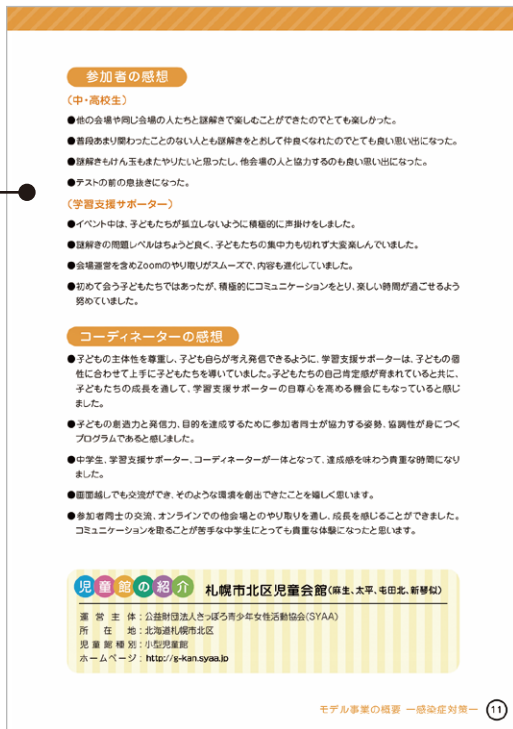 参加者の感想
(中・高校生)
●他の会場や同じ会場の人たちと謎解きで楽しむことができたのでとても楽しかった。
●普段あまり関わったことのない人とも謎解きをとおして仲良くなれたのでとても良い思い出になった。
●謎解きもけん玉もまたやりたいと思ったし、他会場の人と協力するのも良い思い出になった。
●テストの前の息抜きになった。
(学習支援サポーター)
●イベント中は、子どもたちが孤立しないように積極的に声掛けをしました。
●謎解きの問題レベルはちょうど良く、子どもたちの集中力も切れず大変楽しんでいました。
●会場運営を含めZoomのやり取りがスムーズで、内容も進化していました。
●初めて会う子どもたちではあったが、積極的にコミュニケーションをとり、楽しい時間が過ごせるよう
努めていました。
コーディネーターの感想
●子どもの主体性を尊重し、子ども自らが考え発信できるように、学習支援サポーターは、子どもの個
性に合わせて上手に子どもたちを導いていました。子どもたちの自己肯定感が育まれていると共に、
子どもたちの成長を通して、学習支援サポーターの自尊心を高める機会にもなっていると感じ
ました。
●子どもの創造力と発信力、目的を達成するために参加者同士が協力する姿勢、協調性が身につく
プログラムであると感じました。
●中学生、学習支援サポーター、コーディネーターが一体となって、達成感を味わう貴重な時間になり
ました。
●画面越しでも交流ができ、そのような環境を創出できたことを嬉しく思います。
●参加者同士の交流、オンラインでの他会場とのやり取りを通し、成長を感じることができました。
コミュニケーションを取ることが苦手な中学生にとっても貴重な体験になったと思います。
児童館の紹介 札幌市北区児童会館(麻生、太平、屯田北、新琴似)
運営主体:公益財団法人さっぽろ青少年女性活動協会(SYAA)
所在地:北海道札幌市北区
児童館種別:小型児童館
ホームページ:http://g-kan.syaa.jp
モデル事業の概要 ー感染症対策ー 11